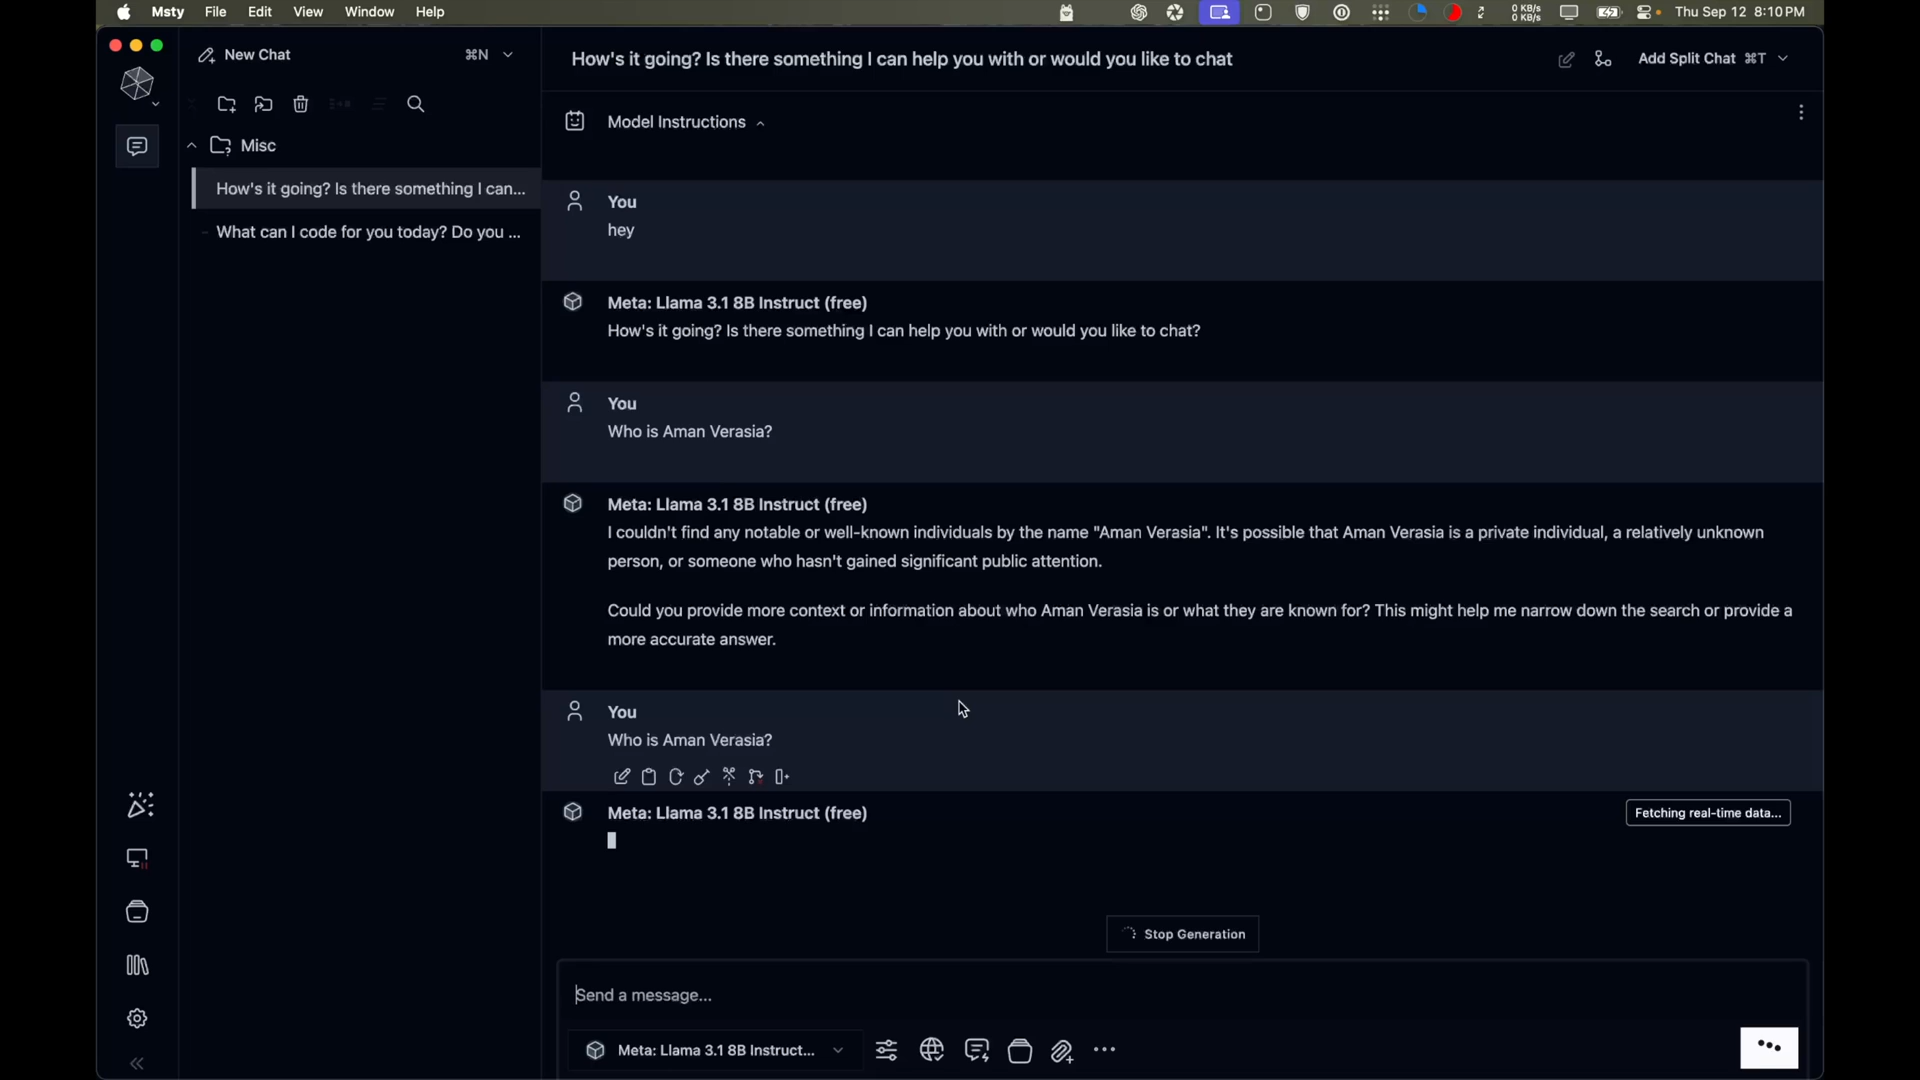 Msty File Edit View Window Help
0 KB/s
0 KB/s
Thu Sep 12 8:10 PM
New Chat ⌘N
How's it going? Is there something I can help you with or would you like to chat
Add Split Chat ⌘T
Model Instructions
Misc
How's it going? Is there something I can...
What can I code for you today? Do you ...
You
hey
Meta: Llama 3.1 8B Instruct (free)
How's it going? Is there something I can help you with or would you like to chat?
You
Who is Aman Verasia?
Meta: Llama 3.1 8B Instruct (free)
I couldn't find any notable or well-known individuals by the name "Aman Verasia". It's possible that Aman Verasia is a private individual, a relatively unknown
person, or someone who hasn't gained significant public attention.
Could you provide more context or information about who Aman Verasia is or what they are known for? This might help me narrow down the search or provide a
more accurate answer.
You
Who is Aman Verasia?
Meta: Llama 3.1 8B Instruct (free)
Fetching real-time data...
Stop Generation
Send a message...
Meta: Llama 3.1 8B Instruct...